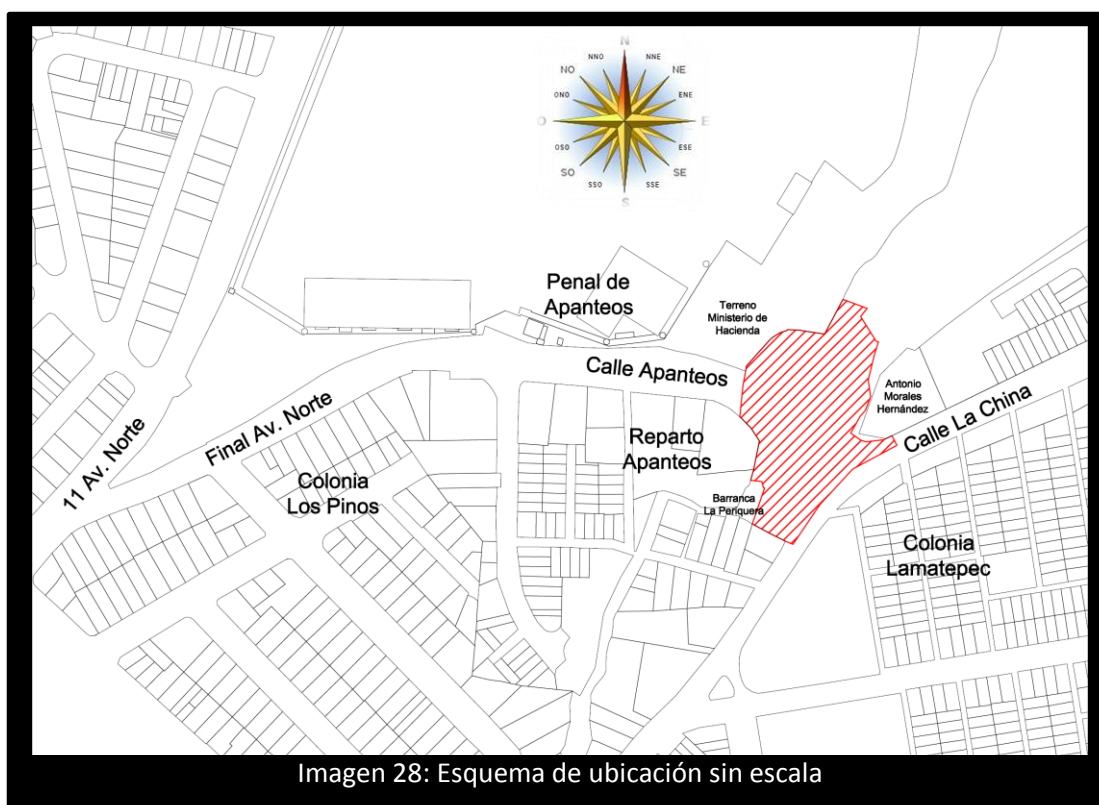 N
NNO
NNE
NO
NE
ONO
ENE
O
E
OSO
ESE
SO
SE
SSO
SSE
S
Penal de
Apanteos
Terreno
Ministerio de
Hacienda
Calle Apanteos
Antonio
Morales
Hernández
Calle La China
Final Av. Norte
11 Av. Norte
Colonia
Los Pinos
Reparto
Apanteos
Barranca
La Periquera
Colonia
Lamatepec
Imagen 28: Esquema de ubicación sin escala